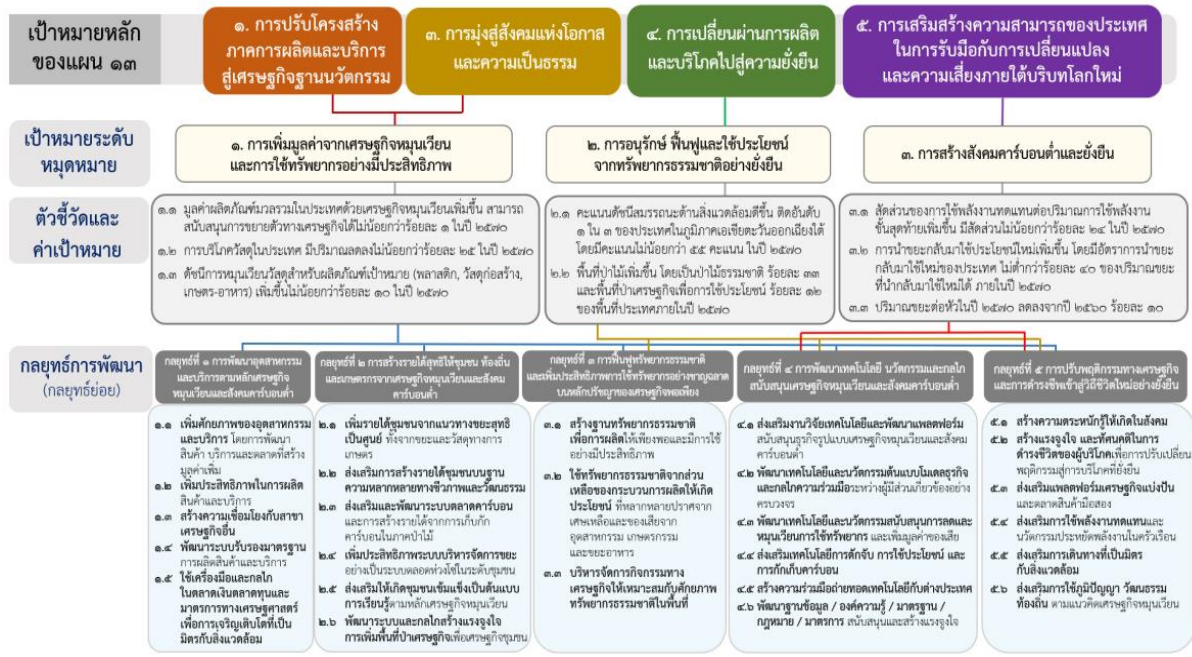 เป้าหมายหลัก
ของแผน ๑๓
๑. การปรับโครงสร้าง
ภาคการผลิตและบริการ
สู่เศรษฐกิจฐานนวัตกรรม
๓. การมุ่งสู่สังคมแห่งโอกาส
และความเป็นธรรม
๔. การเปลี่ยนผ่านการผลิต
และบริโภคไปสู่ความยั่งยืน
๕. การเสริมสร้างความสามารถของประเทศ
ในการรับมือกับการเปลี่ยนแปลง
และความเสี่ยงภายใต้บริบทโลกใหม่
เป้าหมายระดับ
หมุดหมาย
๑. การเพิ่มมูลค่าจากเศรษฐกิจหมุนเวียน
และการใช้ทรัพยากรอย่างมีประสิทธิภาพ
๒. การอนุรักษ์ ฟื้นฟูและใช้ประโยชน์
จากทรัพยากรธรรมชาติอย่างยั่งยืน
๓. การสร้างสังคมคาร์บอนต่ำและยั่งยืน
ตัวชี้วัดและ
ค่าเป้าหมาย
๑.๑ มูลค่าผลิตภัณฑ์มวลรวมในประเทศด้วยเศรษฐกิจหมุนเวียนเพิ่มขึ้น สามารถ
สนับสนุนการขยายตัวทางเศรษฐกิจได้ไม่น้อยกว่าร้อยละ ๑ ในปี ๒๕๗๐
๑.๒ การบริโภควัสดุในประเทศ มีปริมาณลดลงไม่น้อยกว่าร้อยละ ๒๕ ในปี ๒๕๗๐
๑.๓ ดัชนีการหมุนเวียนวัสดุสำหรับผลิตภัณฑ์เป้าหมาย (พลาสติก, วัสดุก่อสร้าง,
เกษตร-อาหาร) เพิ่มขึ้นไม่น้อยกว่าร้อยละ ๑๐ ในปี ๒๕๗๐
๒.๑ คะแนนดัชนีสมรรถนะด้านสิ่งแวดล้อมดีขึ้น ติดอันดับ
๑ ใน ๓ ของประเทศในภูมิภาคเอเชียตะวันออกเฉียงใต้
โดยมีคะแนนไม่น้อยกว่า ๕๕ คะแนน ในปี ๒๕๗๐
๒.๒ พื้นที่ป่าไม้เพิ่มขึ้น โดยเป็นป่าไม้ธรรมชาติ ร้อยละ ๓๓
และพื้นที่ป่าเศรษฐกิจเพื่อการใช้ประโยชน์ ร้อยละ ๑๒
ของพื้นที่ประเทศภายในปี ๒๕๗๐
๓.๑ สัดส่วนของการใช้พลังงานทดแทนต่อปริมาณการใช้พลังงาน
ขั้นสุดท้ายเพิ่มขึ้น มีสัดส่วนไม่น้อยกว่าร้อยละ ๒๔ ในปี ๒๕๗๐
๓.๒ การนำขยะกลับมาใช้ประโยชน์ใหม่เพิ่มขึ้น โดยมีอัตราการนำขยะ
กลับมาใช้ใหม่ของประเทศ ไม่ต่ำกว่าร้อยละ ๔๐ ของปริมาณขยะ
ที่นำกลับมาใช้ใหม่ได้ ภายในปี ๒๕๗๐
๓.๓ ปริมาณขยะต่อหัวในปี ๒๕๗๐ ลดลงจากปี ๒๕๖๐ ร้อยละ ๑๐
กลยุทธ์การพัฒนา
(กลยุทธ์ย่อย)
กลยุทธ์ที่ ๑ การพัฒนาอุตสาหกรรม
และบริการตามหลักเศรษฐกิจ
หมุนเวียนและสังคมคาร์บอนต่ำ
๑.๑ เพิ่มศักยภาพของอุตสาหกรรม
และบริการ โดยการพัฒนา
สินค้า บริการและตลาดที่สร้าง
มูลค่าเพิ่ม
๑.๒ เพิ่มประสิทธิภาพในการผลิต
สินค้าและบริการ
๑.๓ สร้างความเชื่อมโยงกับสาขา
เศรษฐกิจอื่น
๑.๔ พัฒนาระบบรับรองมาตรฐาน
การผลิตสินค้าและบริการ
๑.๕ ใช้เครื่องมือและกลไก
ในตลาดเงินตลาดทุนและ
มาตรการทางเศรษฐศาสตร์
เพื่อการเจริญเติบโตที่เป็น
มิตรกับสิ่งแวดล้อม
กลยุทธ์ที่ ๒ การสร้างรายได้สุทธิให้ชุมชน ท้องถิ่น
และเกษตรกรจากเศรษฐกิจหมุนเวียนและสังคม
คาร์บอนต่ำ
๒.๑ เพิ่มรายได้ชุมชนจากแนวทางขยะสุทธิ
เป็นศูนย์ ทั้งจากขยะและวัสดุทางการ
เกษตร
๒.๒ ส่งเสริมการสร้างรายได้ชุมชนบนฐาน
ความหลากหลายทางชีวภาพและวัฒนธรรม
๒.๓ ส่งเสริมและพัฒนาระบบตลาดคาร์บอน
และการสร้างรายได้จากการเก็บกัก
คาร์บอนในภาคป่าไม้
๒.๔ เพิ่มประสิทธิภาพระบบบริหารจัดการขยะ
อย่างเป็นระบบตลอดห่วงโซ่ในระดับชุมชน
๒.๕ ส่งเสริมให้เกิดชุมชนเข้มแข็งเป็นต้นแบบ
การเรียนรู้ตามหลักเศรษฐกิจหมุนเวียน
๒.๖ พัฒนาระบบและกลไกสร้างแรงจูงใจ
การเพิ่มพื้นที่ป่าเศรษฐกิจเพื่อเศรษฐกิจชุมชน
กลยุทธ์ที่ ๓ การฟื้นฟูทรัพยากรธรรมชาติ
และเพิ่มประสิทธิภาพการใช้ทรัพยากรอย่างชาญฉลาด
บนหลักปรัชญาของเศรษฐกิจพอเพียง
๓.๑ สร้างฐานทรัพยากรธรรมชาติ
เพื่อการผลิตให้เพียงพอและมีการใช้
อย่างมีประสิทธิภาพ
๓.๒ ใช้ทรัพยากรธรรมชาติจากส่วน
เหลือของกระบวนการผลิตให้เกิด
ประโยชน์ ที่หลากหลายปราศจาก
เศษเหลือและของเสียจาก
อุตสาหกรรม เกษตรกรรม
และขยะอาหาร
๓.๓ บริหารจัดการกิจกรรมทาง
เศรษฐกิจให้เหมาะสมกับศักยภาพ
ทรัพยากรธรรมชาติในพื้นที่
กลยุทธ์ที่ ๔ การพัฒนาเทคโนโลยี นวัตกรรมและกลไก
สนับสนุนเศรษฐกิจหมุนเวียนและสังคมคาร์บอนต่ำ
๔.๑ ส่งเสริมงานวิจัยเทคโนโลยีและพัฒนาแพลตฟอร์ม
สนับสนุนธุรกิจรูปแบบเศรษฐกิจหมุนเวียนและสังคม
คาร์บอนต่ำ
๔.๒ พัฒนาเทคโนโลยีและนวัตกรรมต้นแบบโมเดลธุรกิจ
และกลไกความร่วมมือระหว่างผู้มีส่วนเกี่ยวข้องอย่าง
ครบวงจร
๔.๓ พัฒนาเทคโนโลยีและนวัตกรรมสนับสนุนการลดและ
หมุนเวียนการใช้ทรัพยากร และเพิ่มมูลค่าของเสีย
๔.๔ ส่งเสริมเทคโนโลยีการดักจับ การใช้ประโยชน์ และ
การกักเก็บคาร์บอน
๔.๕ สร้างความร่วมมือถ่ายทอดเทคโนโลยีกับต่างประเทศ
๔.๖ พัฒนาฐานข้อมูล / องค์ความรู้ / มาตรฐาน /
กฎหมาย / มาตรการ สนับสนุนและสร้างแรงจูงใจ
กลยุทธ์ที่ ๕ การปรับพฤติกรรมทางเศรษฐกิจ
และการดำรงชีพเข้าสู่วิถีชีวิตใหม่อย่างยั่งยืน
๕.๑ สร้างความตระหนักรู้ให้เกิดในสังคม
๕.๒ สร้างแรงจูงใจ และทัศนคติในการ
ดำรงชีวิตของผู้บริโภคเพื่อการปรับเปลี่ยน
พฤติกรรมสู่การบริโภคที่ยั่งยืน
๕.๓ ส่งเสริมแพลตฟอร์มเศรษฐกิจแบ่งปัน
และตลาดสินค้ามือสอง
๕.๔ ส่งเสริมการใช้พลังงานทดแทนและ
นวัตกรรมประหยัดพลังงานในครัวเรือน
๕.๕ ส่งเสริมการเดินทางที่เป็นมิตร
กับสิ่งแวดล้อม
๕.๖ ส่งเสริมการใช้ภูมิปัญญา วัฒนธรรม
ท้องถิ่น ตามแนวคิดเศรษฐกิจหมุนเวียน